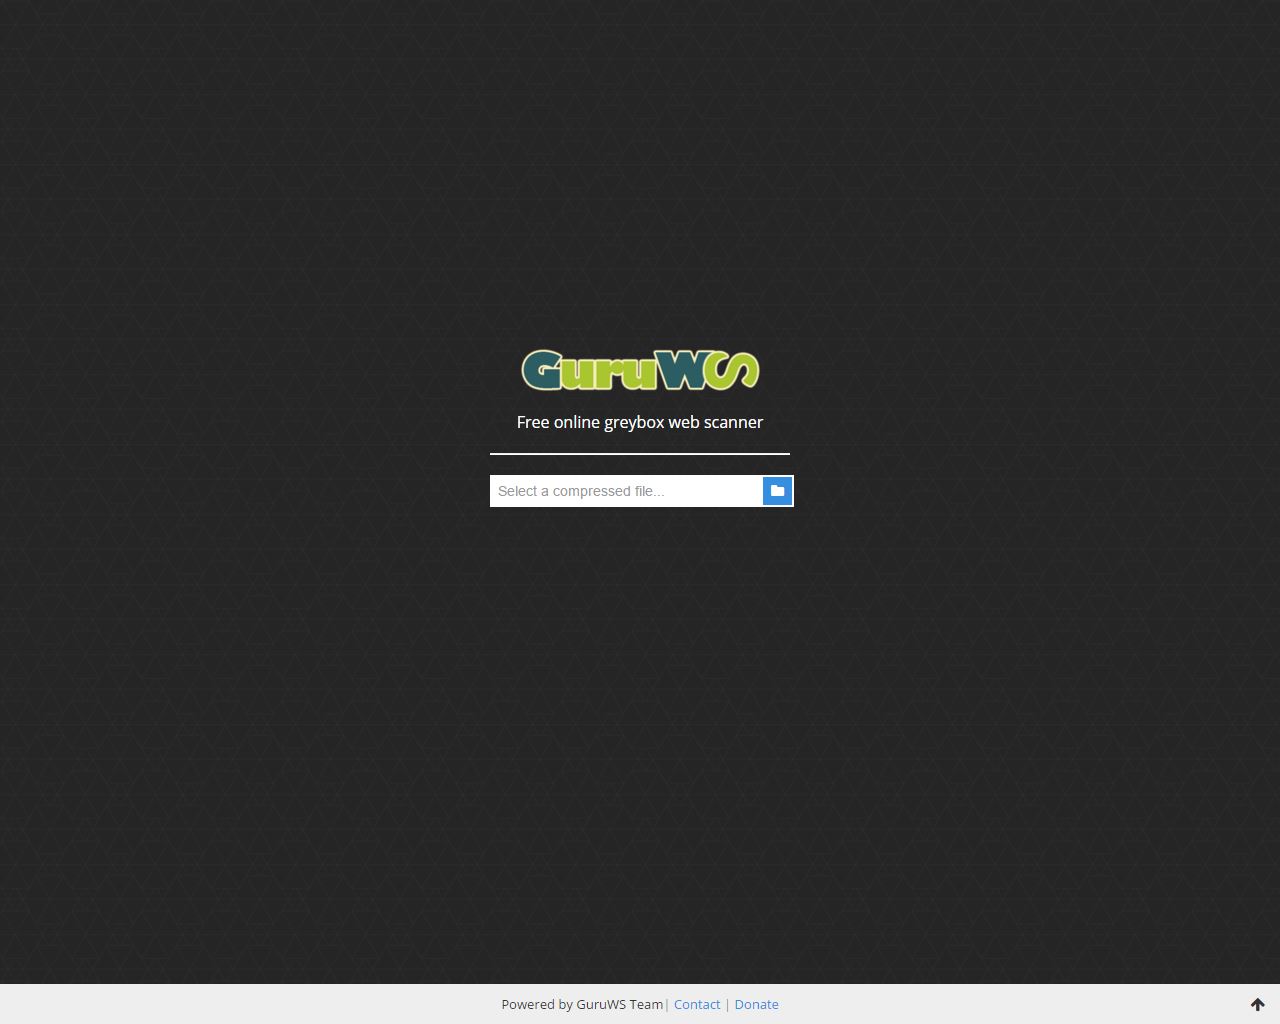 GuruWS
Free online greybox web scanner
Select a compressed file...
Powered by GuruWS Team| Contact | Donate